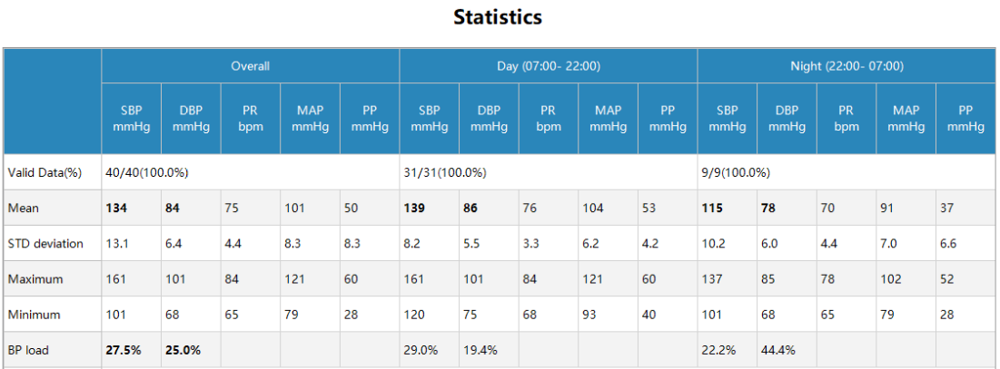 Statistics
Overall Day (07:00- 22:00) Night (22:00- 07:00)
SBP mmHg DBP mmHg PR bpm MAP mmHg PP mmHg SBP mmHg DBP mmHg PR bpm MAP mmHg PP mmHg SBP mmHg DBP mmHg PR bpm MAP mmHg PP mmHg
Valid Data(%) 40/40(100.0%) 31/31(100.0%) 9/9(100.0%)
Mean 134 84 75 101 50 139 86 76 104 53 115 78 70 91 37
STD deviation 13.1 6.4 4.4 8.3 8.3 8.2 5.5 3.3 6.2 4.2 10.2 6.0 4.4 7.0 6.6
Maximum 161 101 84 121 60 161 101 84 121 60 137 85 78 102 52
Minimum 101 68 65 79 28 120 75 68 93 40 101 68 65 79 28
BP load 27.5% 25.0% 29.0% 19.4% 22.2% 44.4%